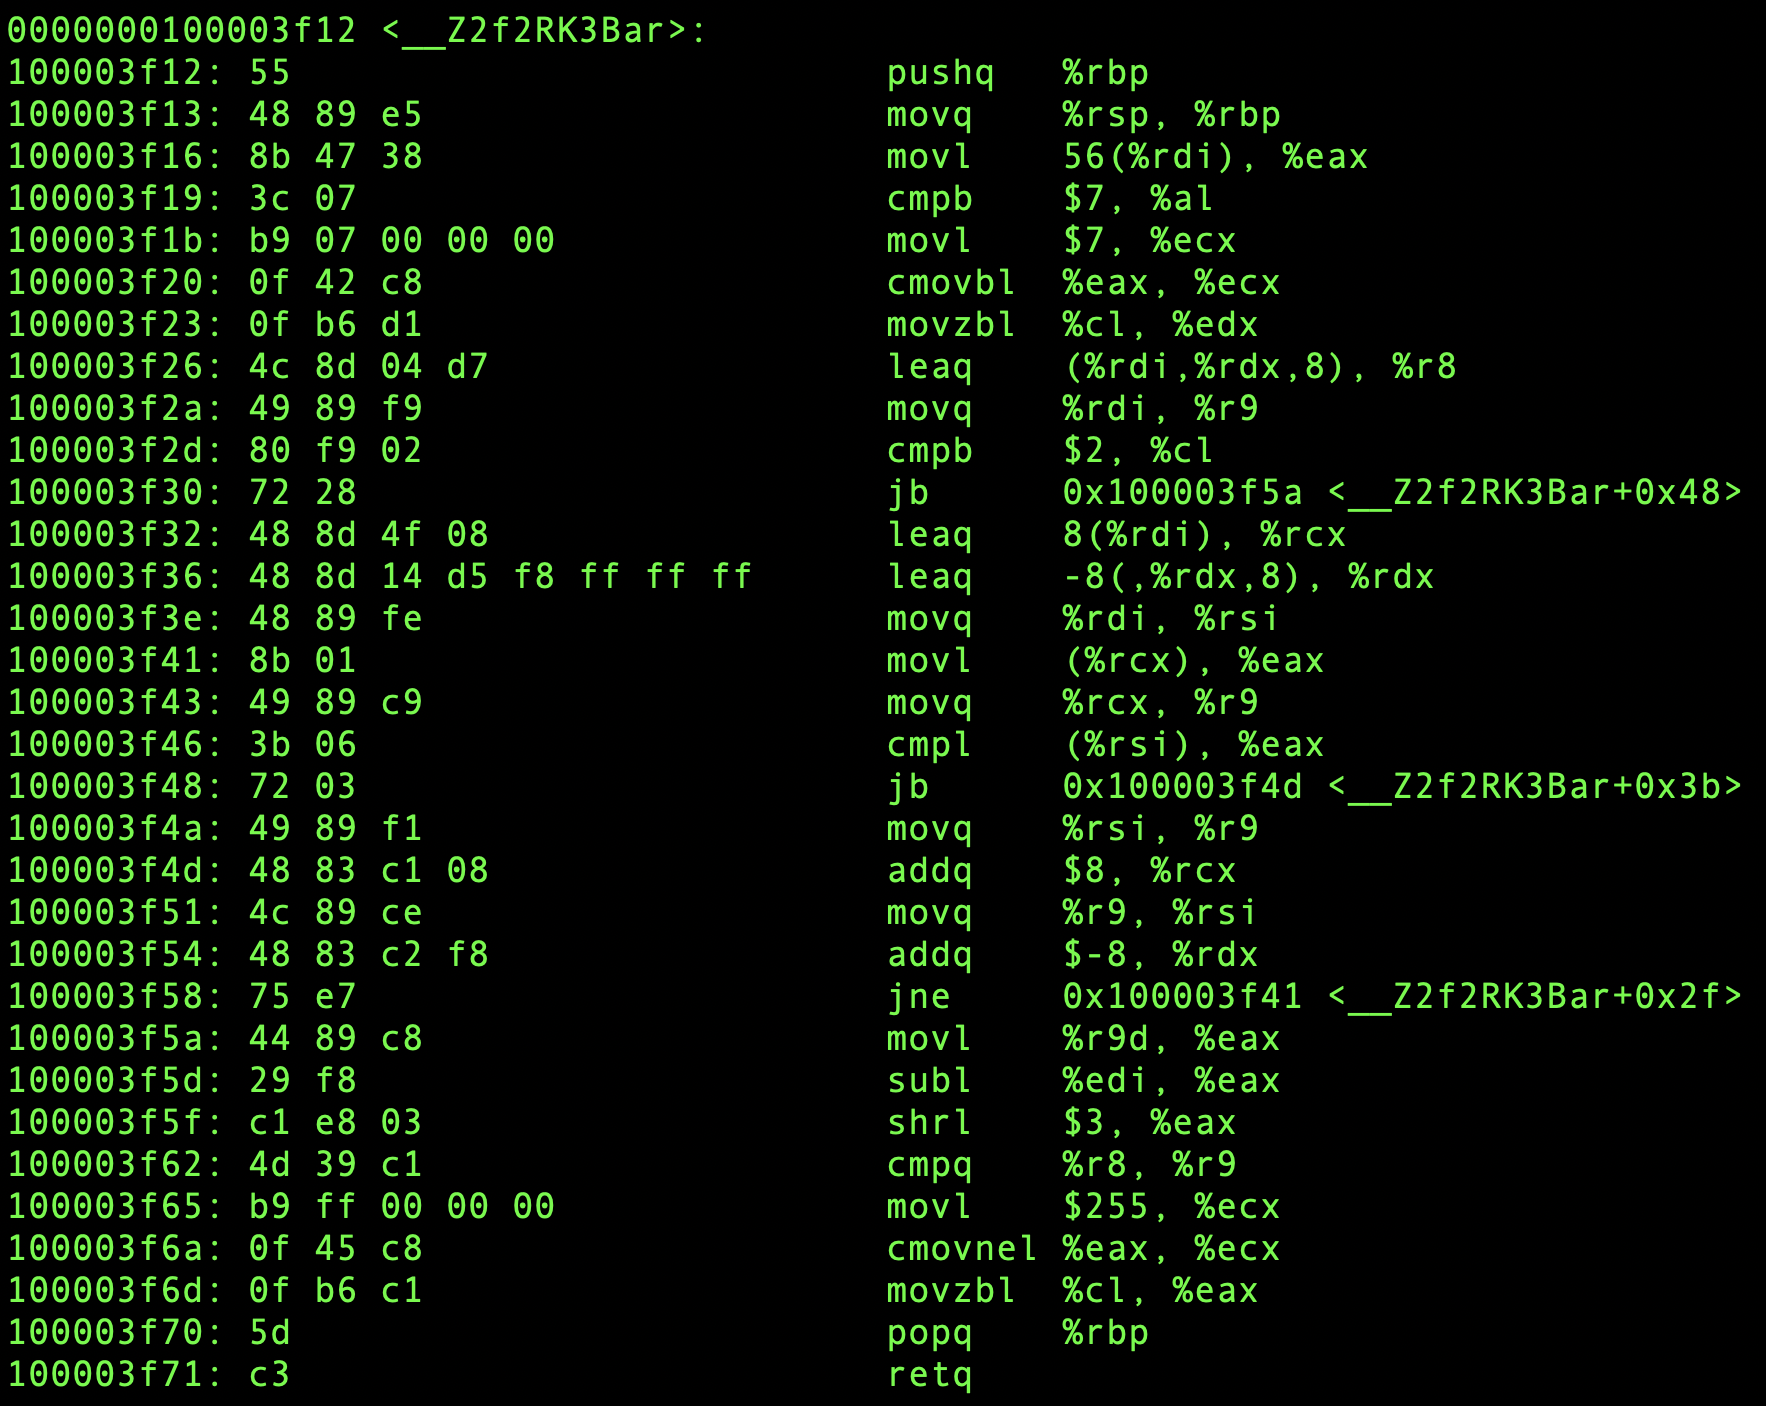 0000000100003f12 <__Z2f2RK3Bar>:
100003f12: 55 pushq %rbp
100003f13: 48 89 e5 movq %rsp, %rbp
100003f16: 8b 47 38 movl 56(%rdi), %eax
100003f19: 3c 07 cmpb $7, %al
100003f1b: b9 07 00 00 00 movl $7, %ecx
100003f20: 0f 42 c8 cmovbl %eax, %ecx
100003f23: 0f b6 d1 movzbl %cl, %edx
100003f26: 4c 8d 04 d7 leaq (%rdi,%rdx,8), %r8
100003f2a: 49 89 f9 movq %rdi, %r9
100003f2d: 80 f9 02 cmpb $2, %cl
100003f30: 72 28 jb 0x100003f5a <__Z2f2RK3Bar+0x48>
100003f32: 48 8d 4f 08 leaq 8(%rdi), %rcx
100003f36: 48 8d 14 d5 f8 ff ff ff leaq -8(,%rdx,8), %rdx
100003f3e: 48 89 fe movq %rdi, %rsi
100003f41: 8b 01 movl (%rcx), %eax
100003f43: 49 89 c9 movq %rcx, %r9
100003f46: 3b 06 cmpl (%rsi), %eax
100003f48: 72 03 jb 0x100003f4d <__Z2f2RK3Bar+0x3b>
100003f4a: 49 89 f1 movq %rsi, %r9
100003f4d: 48 83 c1 08 addq $8, %rcx
100003f51: 4c 89 ce movq %r9, %rsi
100003f54: 48 83 c2 f8 addq $-8, %rdx
100003f58: 75 e7 jne 0x100003f41 <__Z2f2RK3Bar+0x2f>
100003f5a: 44 89 c8 movl %r9d, %eax
100003f5d: 29 f8 subl %edi, %eax
100003f5f: c1 e8 03 shrl $3, %eax
100003f62: 4d 39 c1 cmpq %r8, %r9
100003f65: b9 ff 00 00 00 movl $255, %ecx
100003f6a: 0f 45 c8 cmovnel %eax, %ecx
100003f6d: 0f b6 c1 movzbl %cl, %eax
100003f70: 5d popq %rbp
100003f71: c3 retq